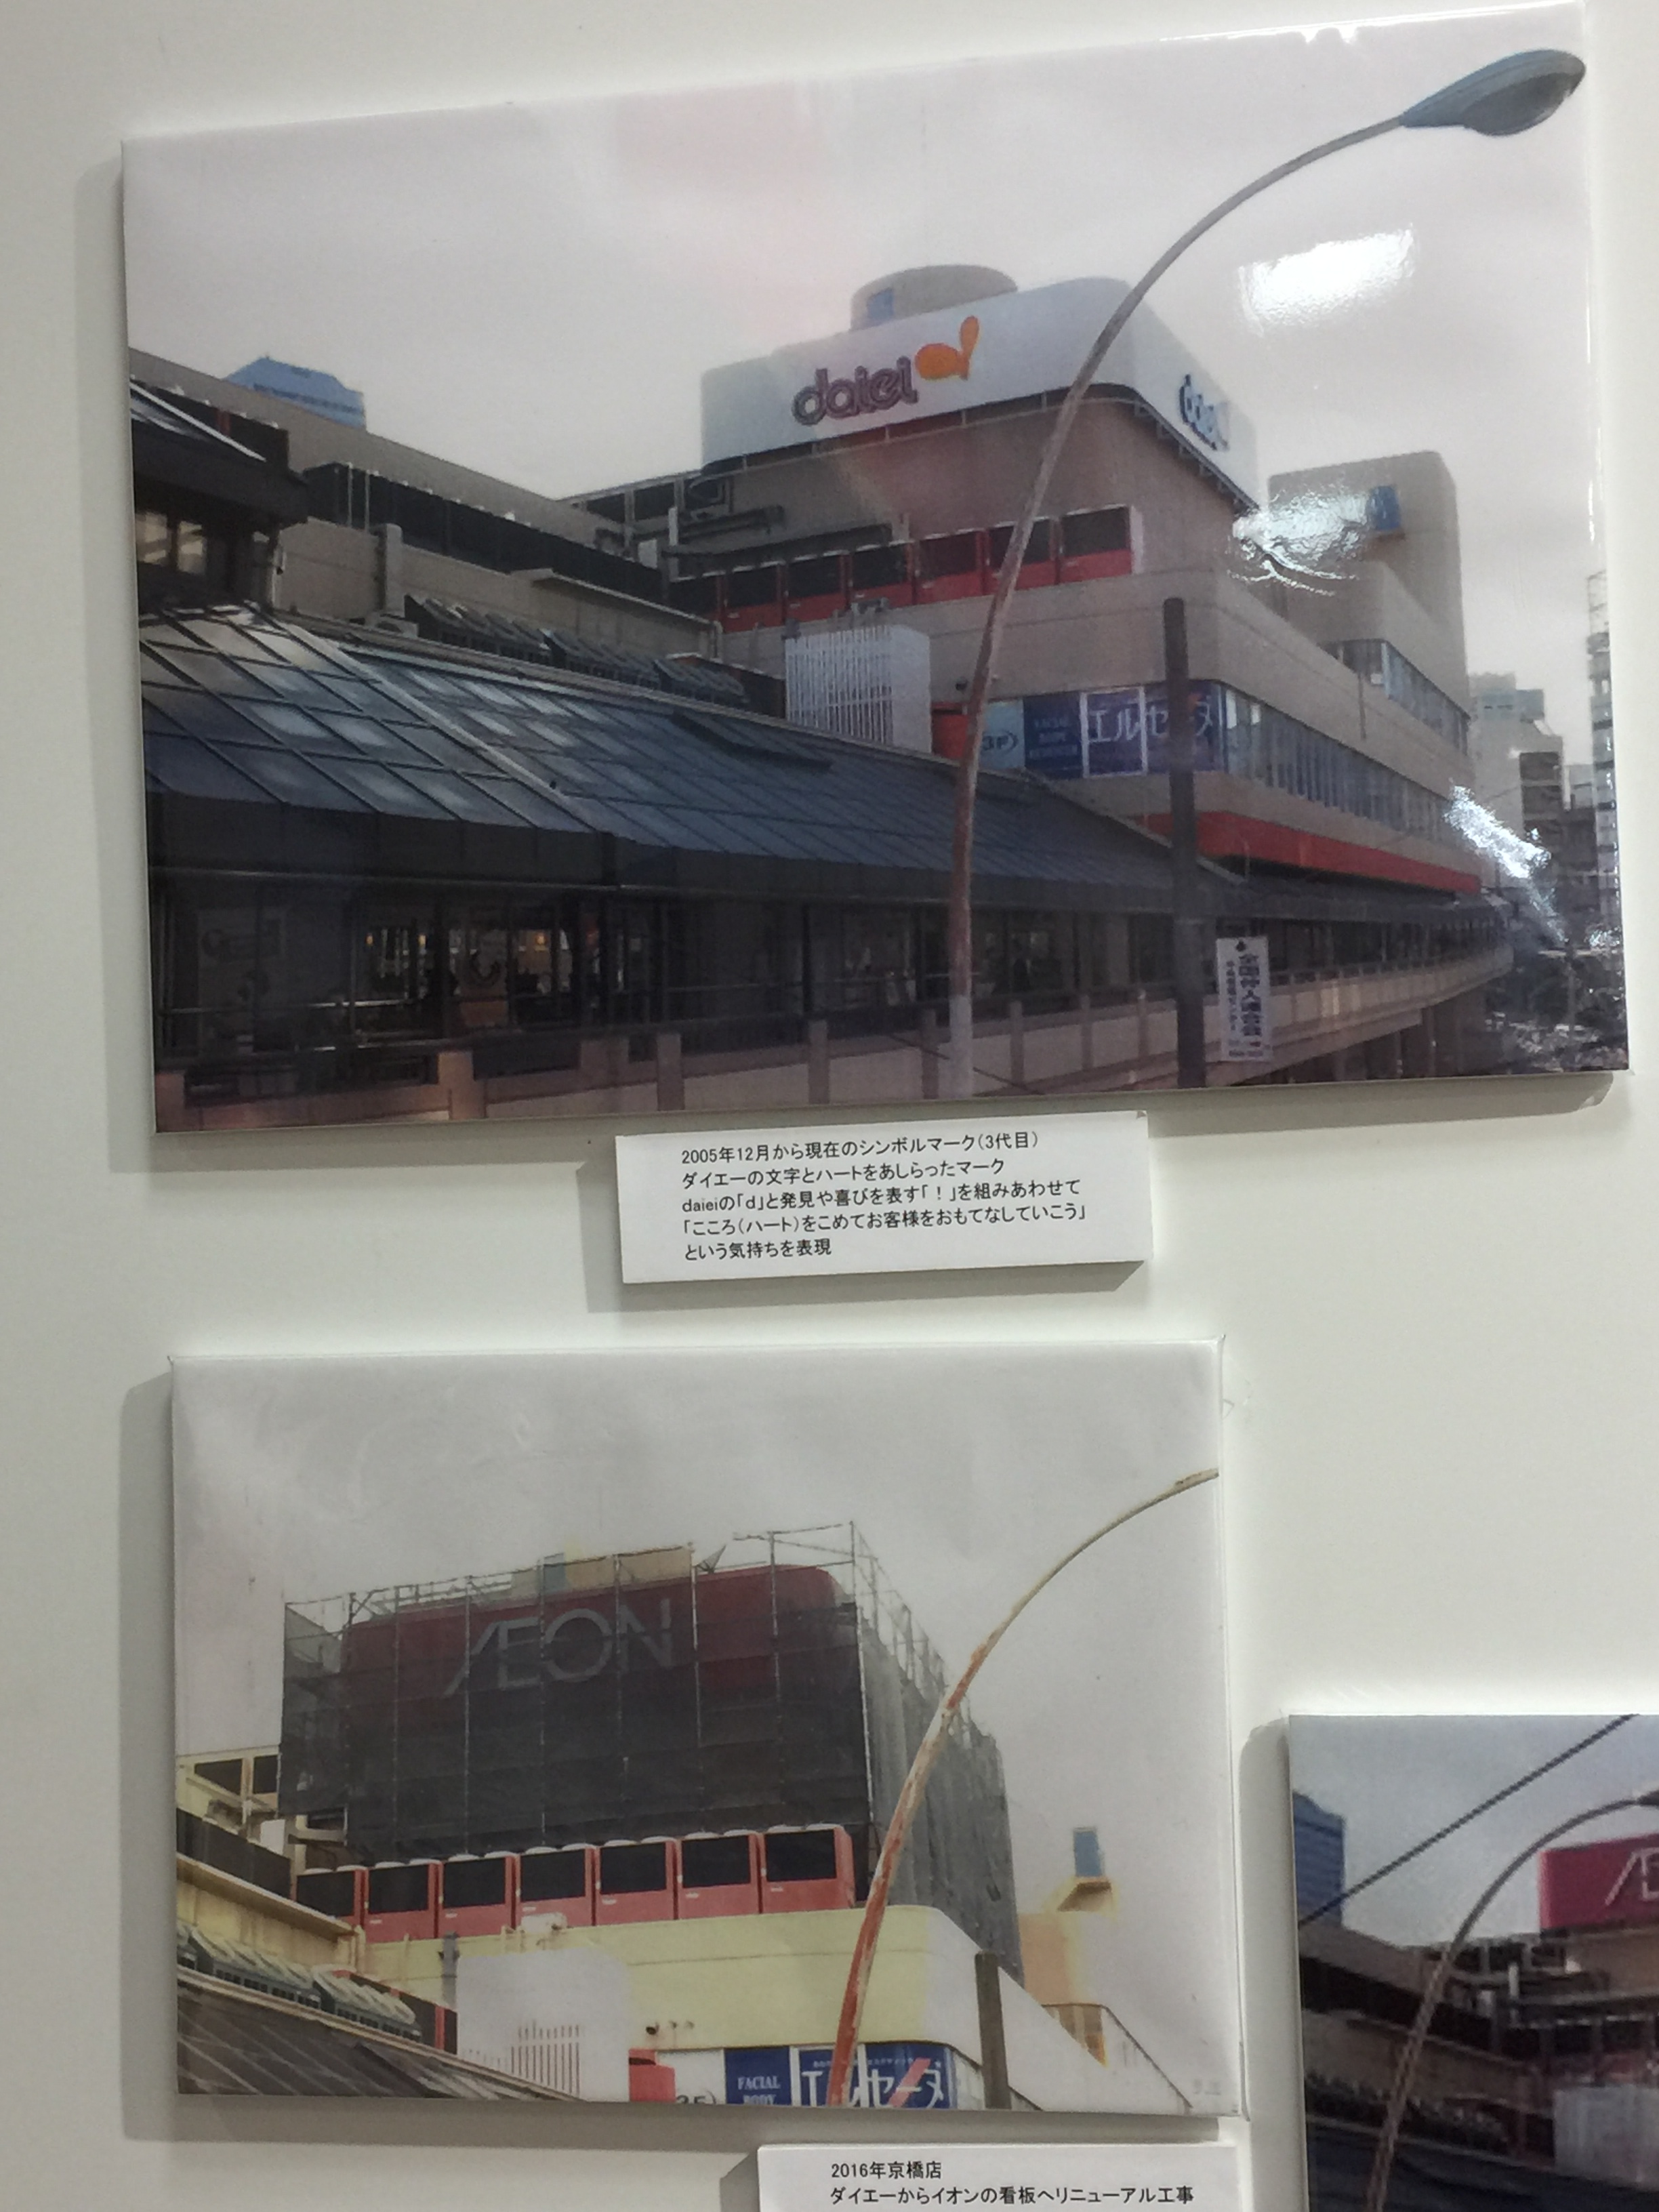 daiei
daiei
3F)
FACIAL
BODY
エルセーヌ
2005年12月から現在のシンボルマーク(3代目)
ダイエーの文字とハートをあしらったマーク
daieiの「d」と発見や喜びを表す「!」を組みあわせて
「こころ(ハート)をこめてお客様をおもてなしていこう」
という気持ちを表現
ÆON
3F)
FACIAL
BODY
エルセーヌ
2016年京橋店
ダイエーからイオンの看板へリニューアル工事